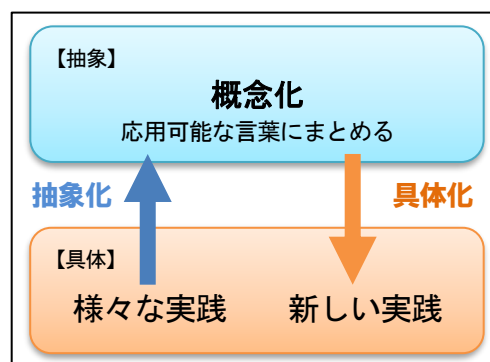 【抽象】
概念化
応用可能な言葉にまとめる
抽象化
具体化
【具体】
様々な実践
新しい実践